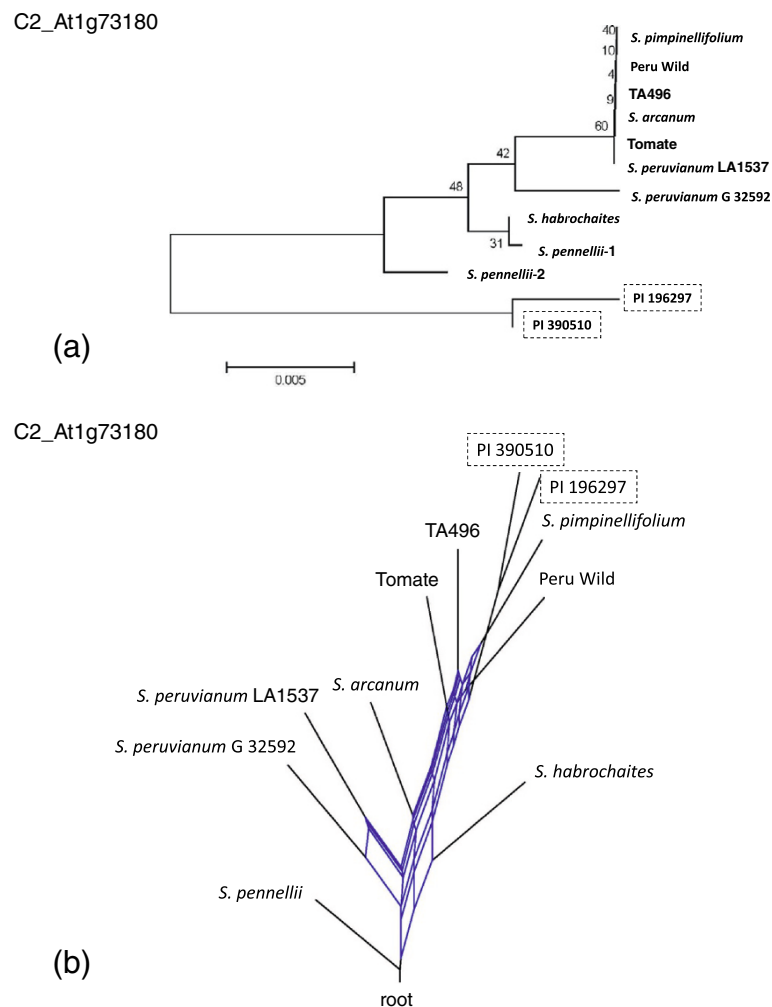 C2_At1g73180
40
S. pimpinellifolium
10
Peru Wild
4
TA496
9
S. arcanum
60
Tomate
42
S. peruvianum LA1537
48
S. peruvianum G 32592
S. habrochaites
31
S. pennellii-1
S. pennellii-2
PI 196297
PI 390510
(a)
0.005
C2_At1g73180
PI 390510
PI 196297
S. pimpinellifolium
TA496
Tomate
Peru Wild
S. arcanum
S. peruvianum LA1537
S. peruvianum G 32592
S. habrochaites
S. pennellii
(b)
root